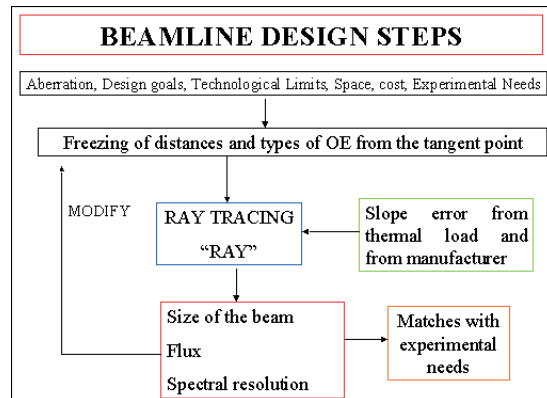 BEAMLINE DESIGN STEPS
Aberration, Design goals, Technological Limits, Space, cost, Experimental Needs
Freezing of distances and types of OE from the tangent point
MODIFY
RAY TRACING
“RAY”
Slope error from
thermal load and
from manufacturer
Size of the beam
Flux
Spectral resolution
Matches with
experimental
needs